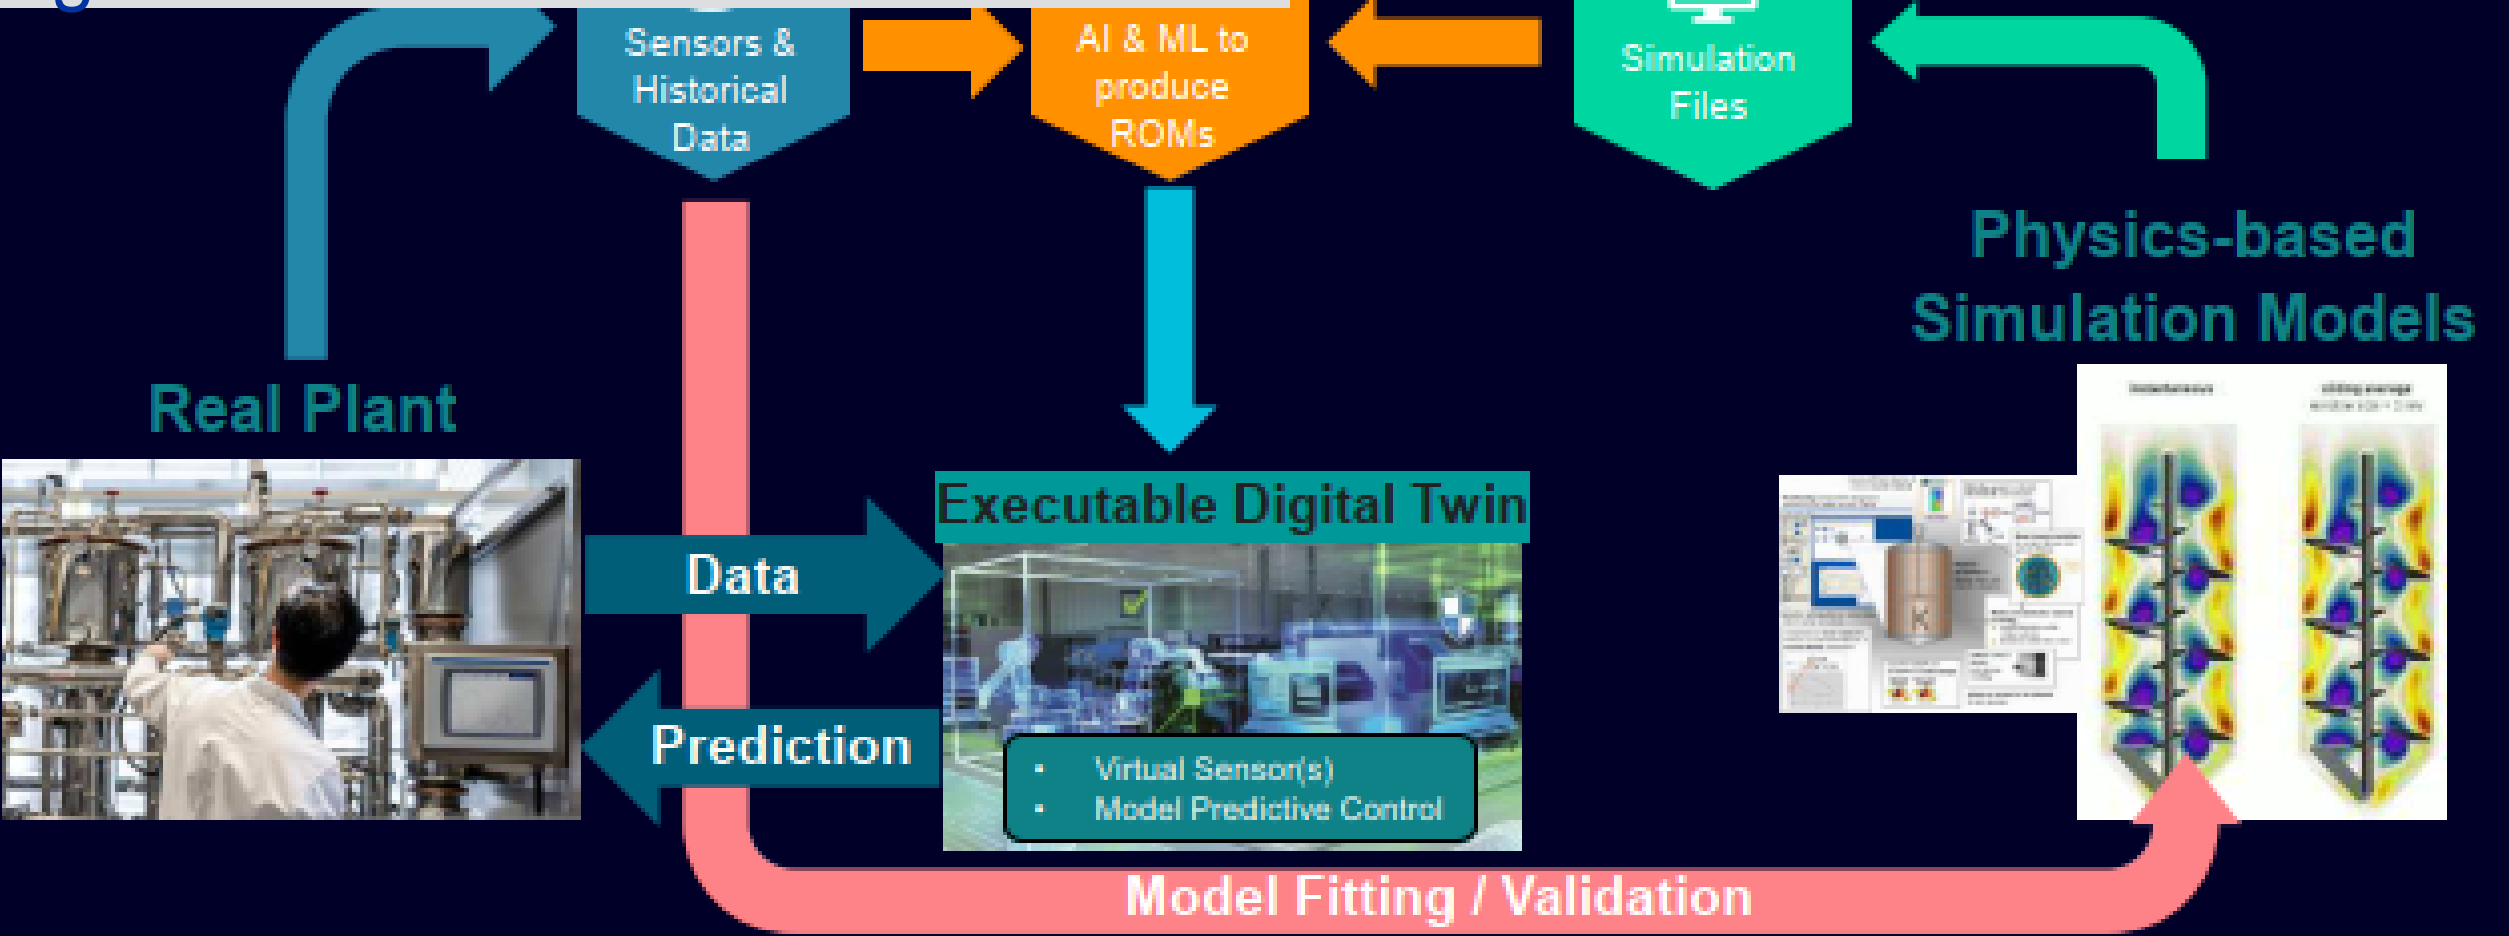 Sensors &
Historical
Data
AI & ML to
produce
ROMs
Simulation
Files
Physics-based
Simulation Models
Real Plant
Executable Digital Twin
Data
Prediction
• Virtual Sensor(s)
• Model Predictive Control
K
Model Fitting / Validation